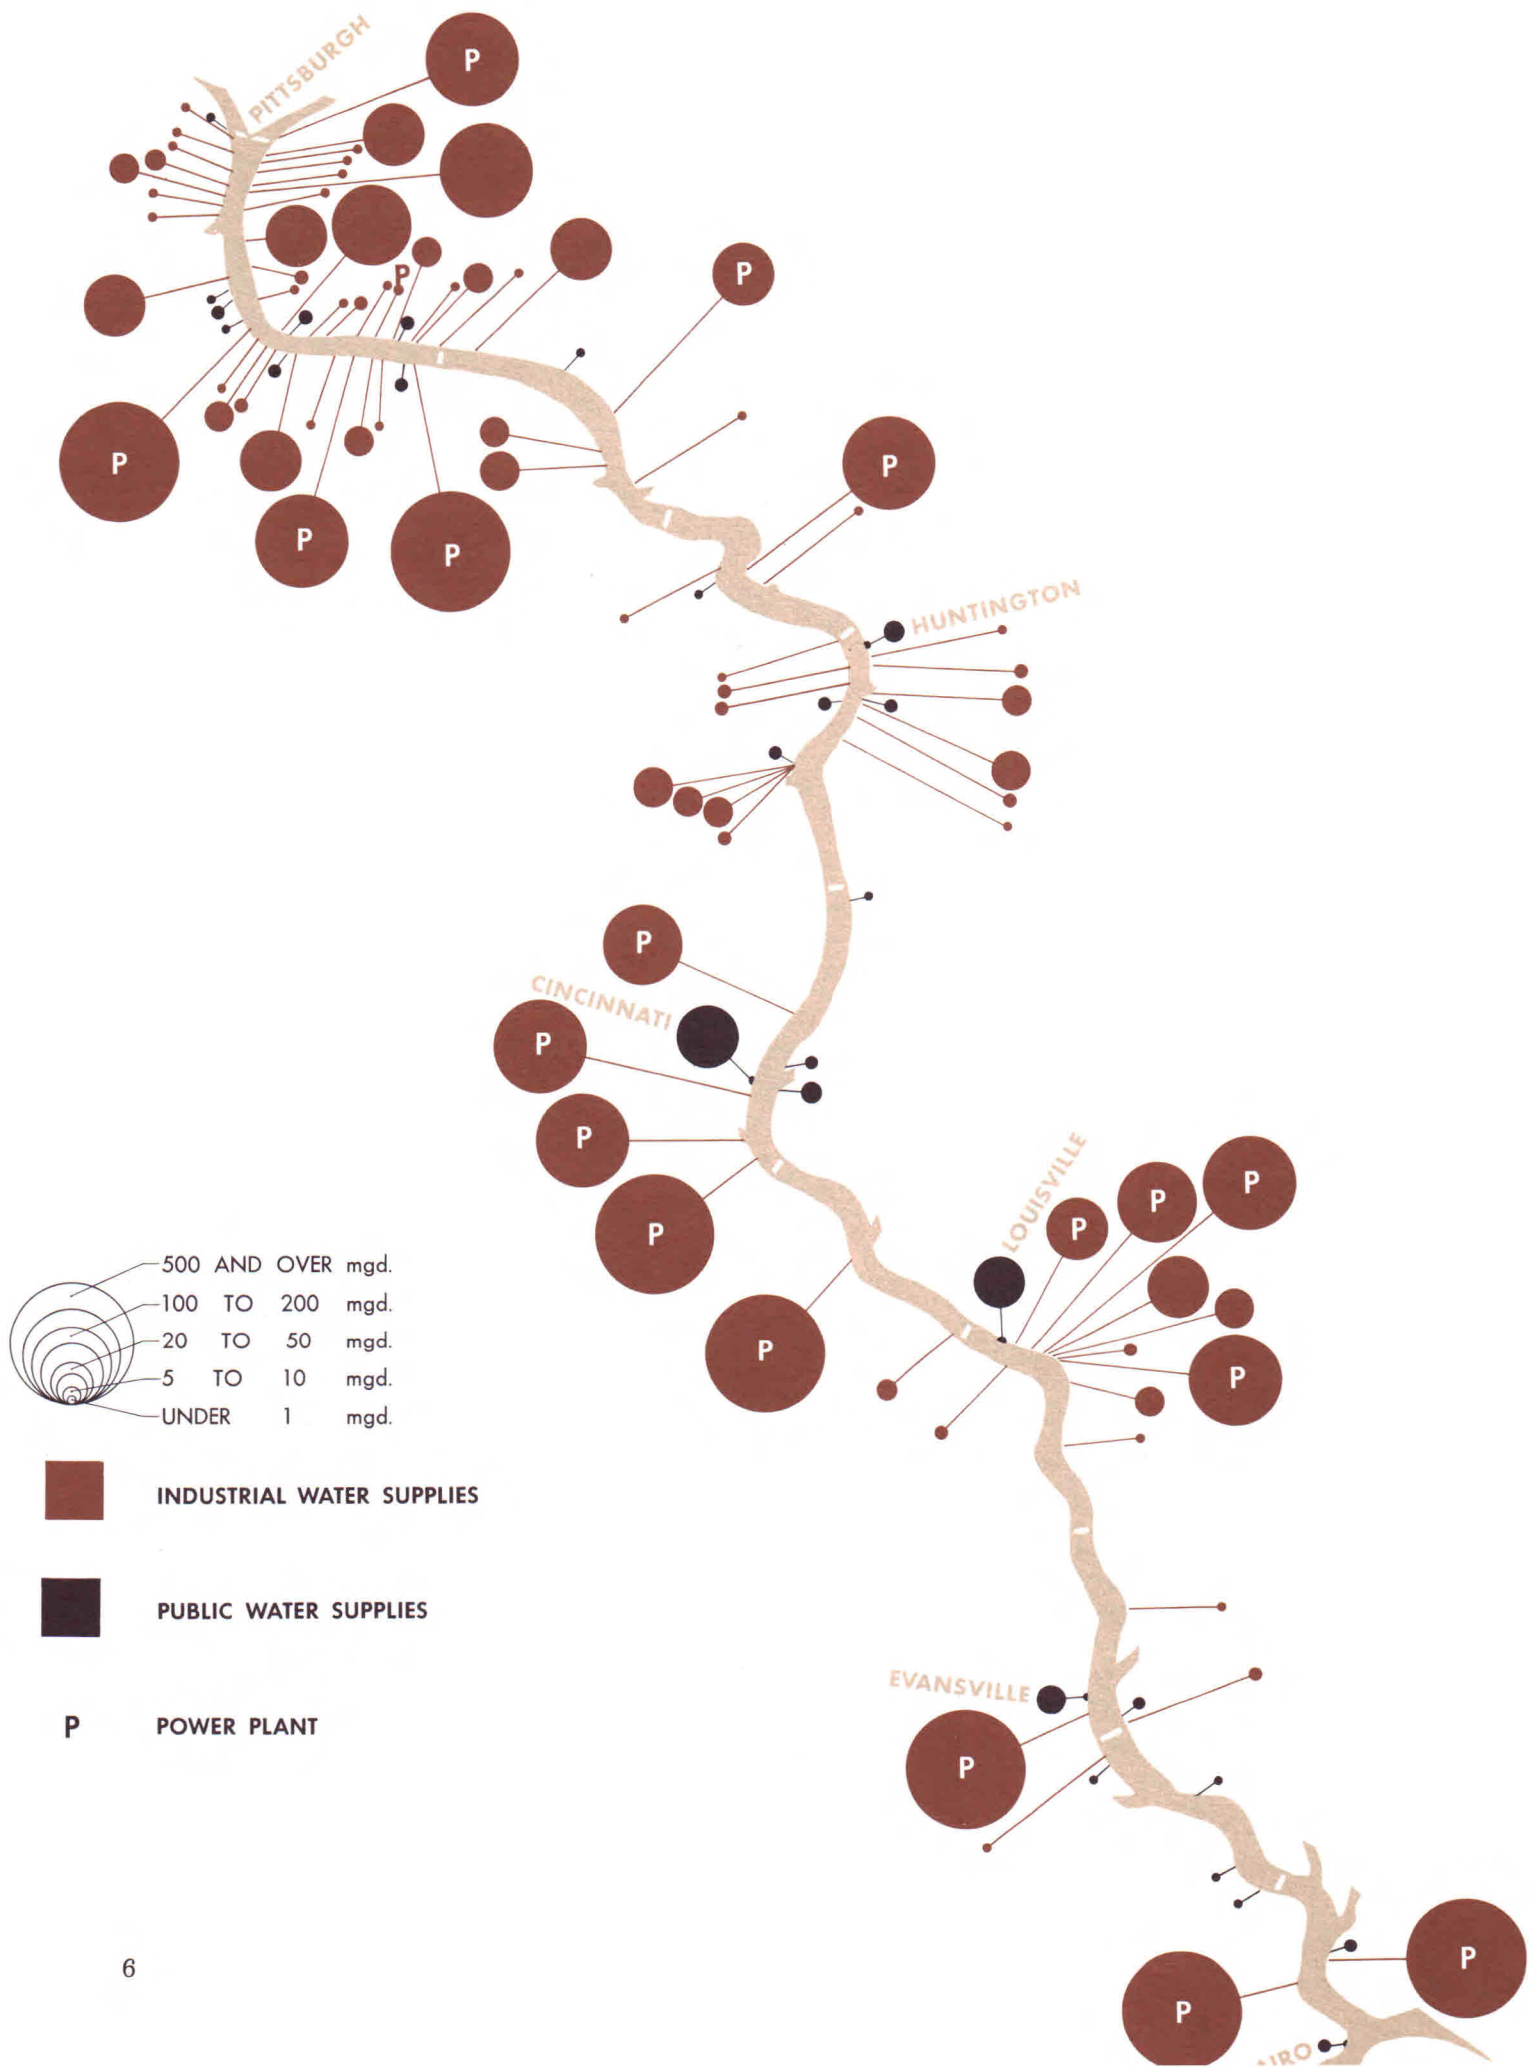 PITTSBURGH
P
P
P
P
P
P
P
P
HUNTINGTON
P
CINCINNATI
P
P
P
LOUISVILLE
P
P
P
P
P
500 AND OVER mgd.
100 TO 200 mgd.
20 TO 50 mgd.
5 TO 10 mgd.
UNDER 1 mgd.
INDUSTRIAL WATER SUPPLIES
PUBLIC WATER SUPPLIES
P POWER PLANT
EVANSVILLE
P
P
P
6
IRO